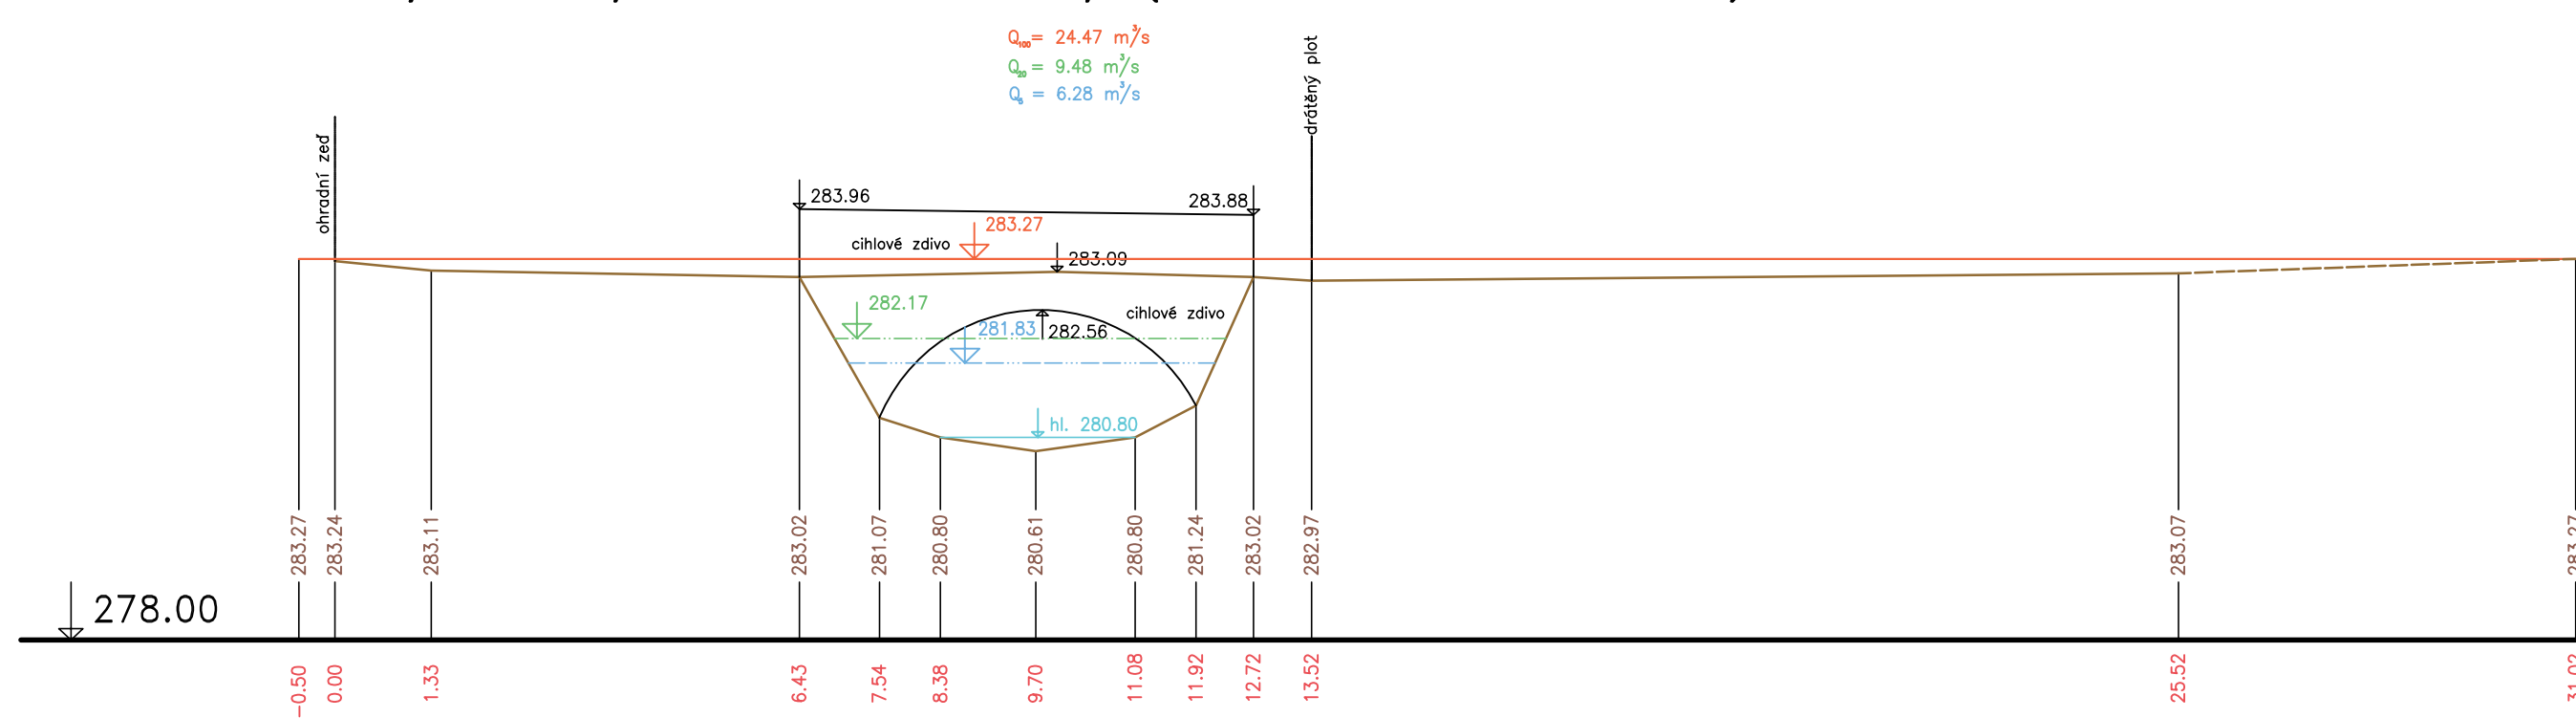 Q100= 24.47 m³/s
Q20= 9.48 m³/s
Q5 = 6.28 m³/s
drátěný plot
ohradní zeď
283.96
283.88
283.27
cihlové zdivo
283.09
282.17
cihlové zdivo
281.83
282.56
hl. 280.80
283.27 283.24 283.11 283.02 281.07 280.80 280.61 280.80 281.24 283.02 282.97 283.07 283.27
278.00
-0.50 0.00 1.33 6.43 7.54 8.38 9.70 11.08 11.92 12.72 13.52 25.52 31.02